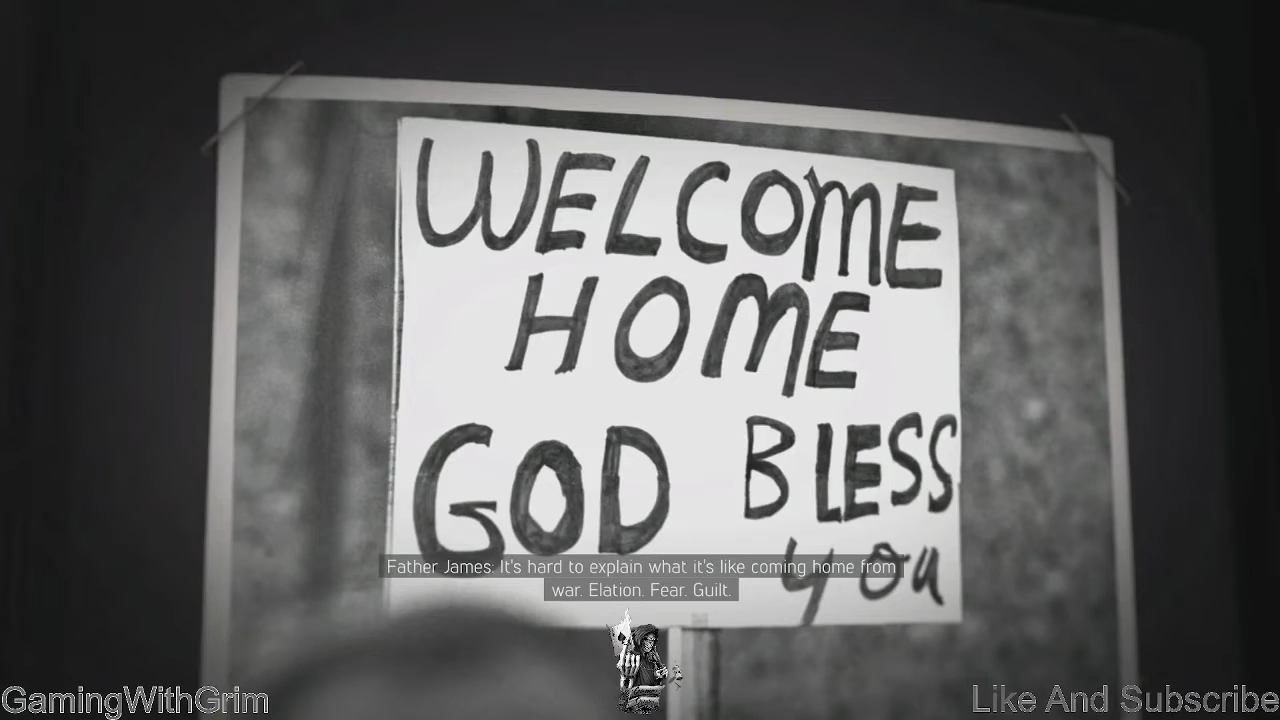 WELCOME
HOME
GOD BLESS
you
Father James: It's hard to explain what it's like coming home from
war. Elation. Fear. Guilt.
GamingWithGrim
Like And Subscribe